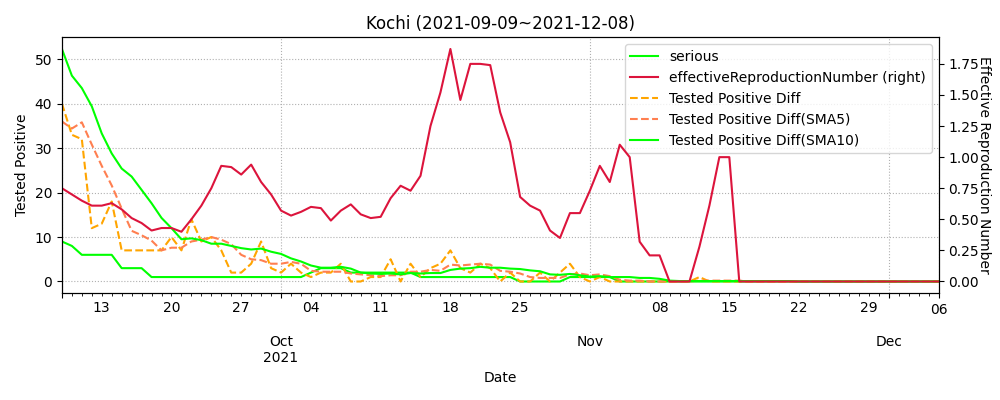 Kochi (2021-09-09~2021-12-08)
serious
effectiveReproductionNumber (right)
Tested Positive Diff
Tested Positive Diff(SMA5)
Tested Positive Diff(SMA10)
Tested Positive
50
40
30
20
10
0
Effective Reproduction Number
1.75
1.50
1.25
1.00
0.75
0.50
0.25
0.00
13 20 27 04 11 18 25 08 15 22 29 06
Oct Nov Dec
2021
Date